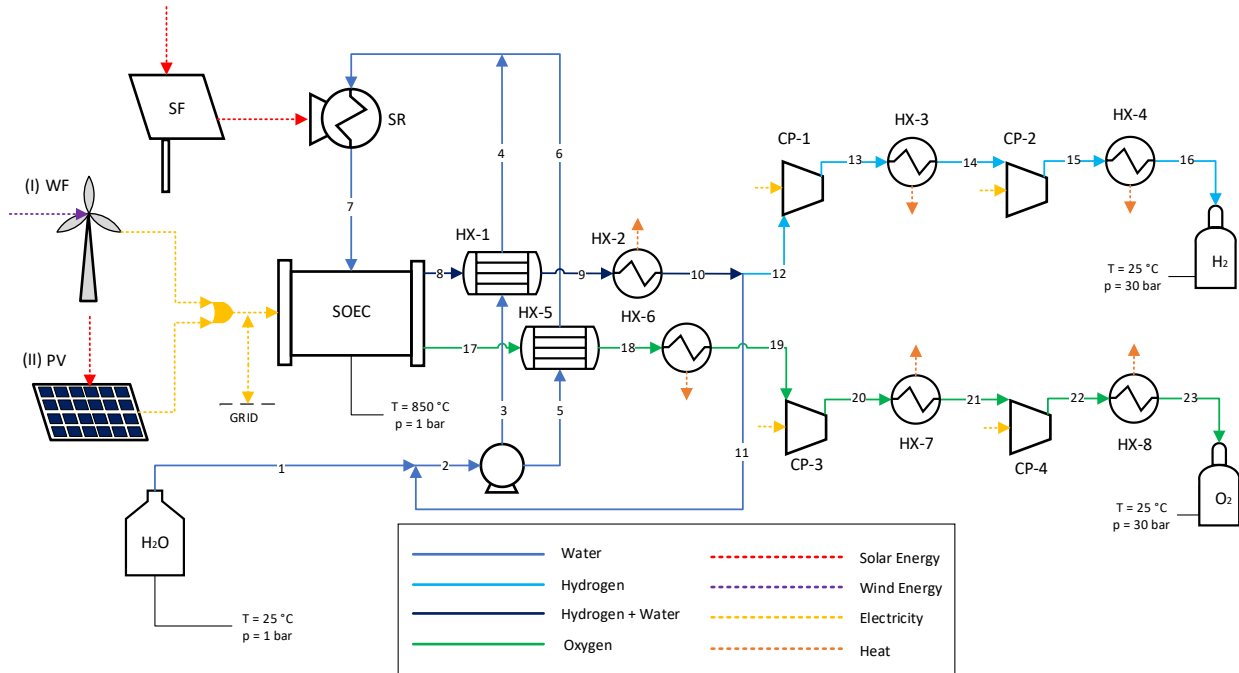 SF
SR
HX-3
HX-4
CP-1
CP-2
13
14
15
16
4
6
(I) WF
7
HX-1
HX-2
H₂
T = 25 °C
p = 30 bar
8
9
10
12
SOEC
HX-5
HX-6
17
18
19
(II) PV
GRID
T = 850 °C
p = 1 bar
3
5
20
21
22
23
CP-3
HX-7
CP-4
HX-8
11
1
2
O₂
T = 25 °C
p = 30 bar
H₂O
T = 25 °C
p = 1 bar
Water
Hydrogen
Hydrogen + Water
Oxygen
Solar Energy
Wind Energy
Electricity
Heat